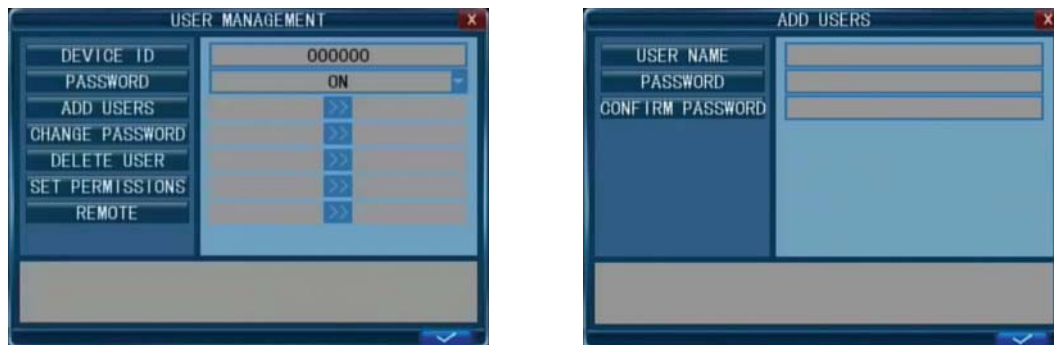 USER MANAGEMENT
X
DEVICE ID
000000
PASSWORD
ON
ADD USERS
>>
CHANGE PASSWORD
>>
DELETE USER
>>
SET PERMISSIONS
>>
REMOTE
>>
ADD USERS
X
USER NAME
PASSWORD
CONFIRM PASSWORD